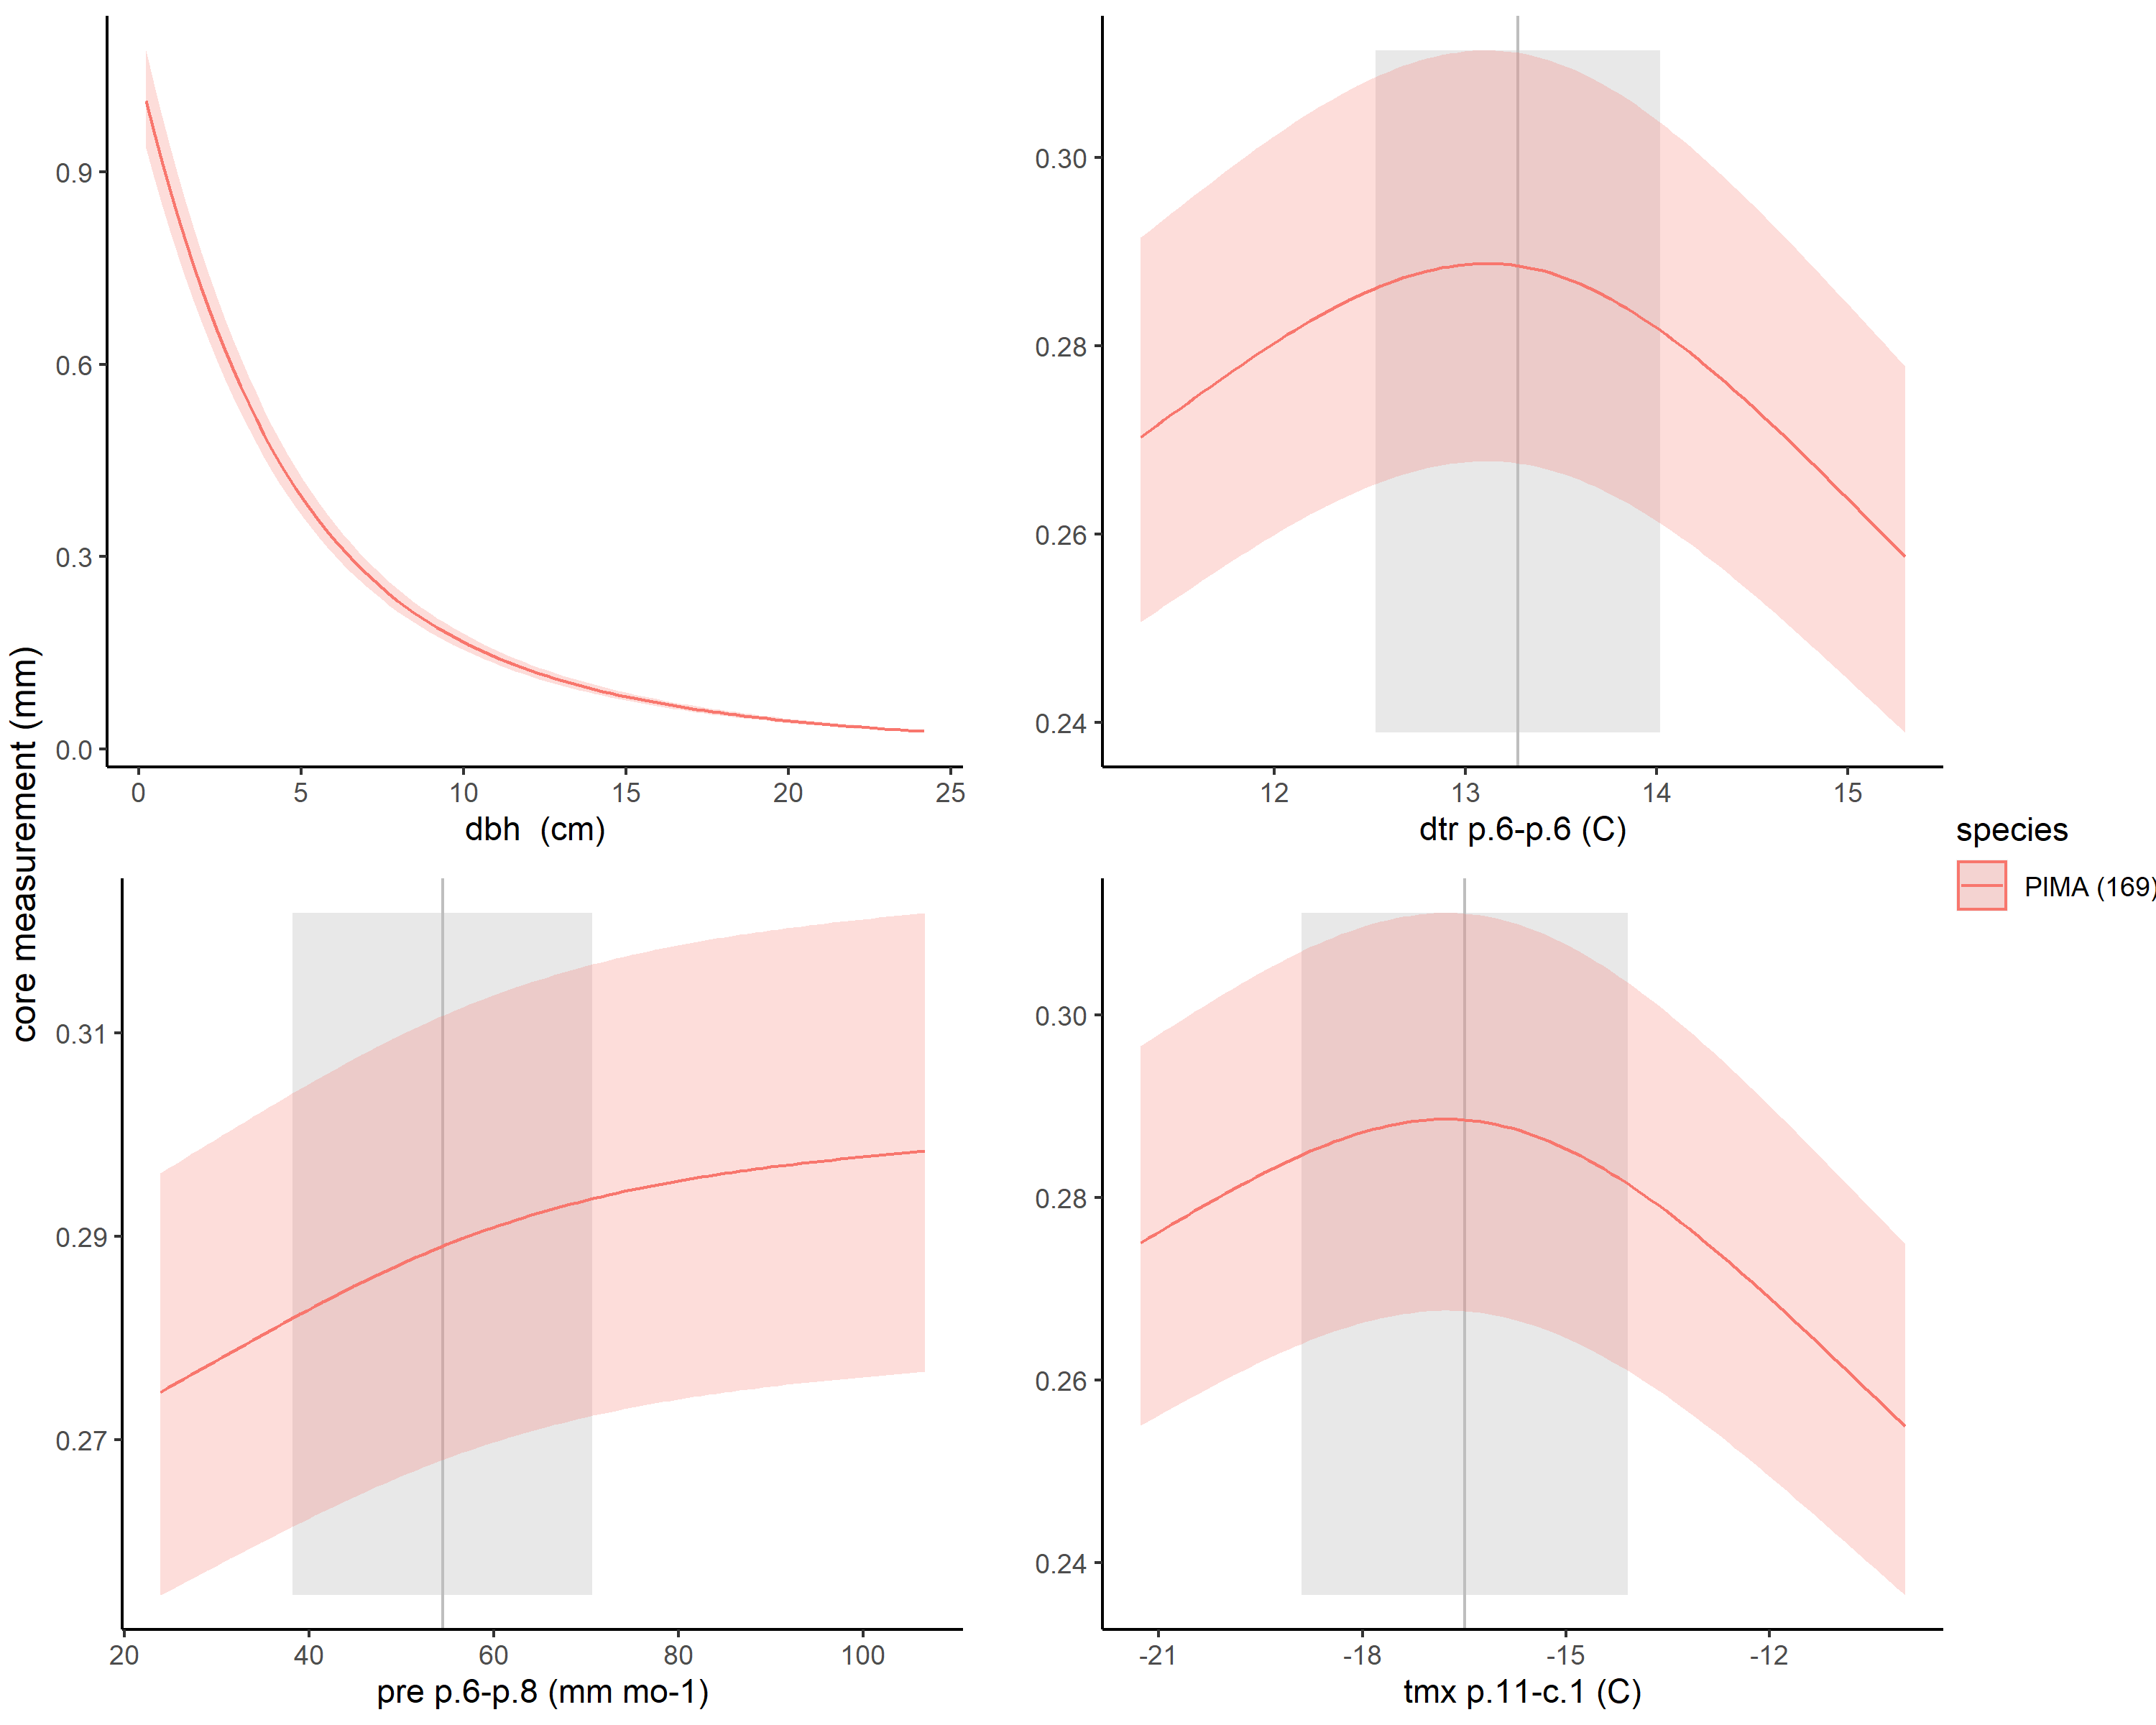 core measurement (mm)
0.9
0.6
0.3
0.0
0 5 10 15 20 25
dbh (cm)
0.30
0.28
0.26
0.24
12 13 14 15
dtr p.6-p.6 (C)
0.31
0.29
0.27
20 40 60 80 100
pre p.6-p.8 (mm mo-1)
0.30
0.28
0.26
0.24
-21 -18 -15 -12
tmx p.11-c.1 (C)
species
PIMA (169)